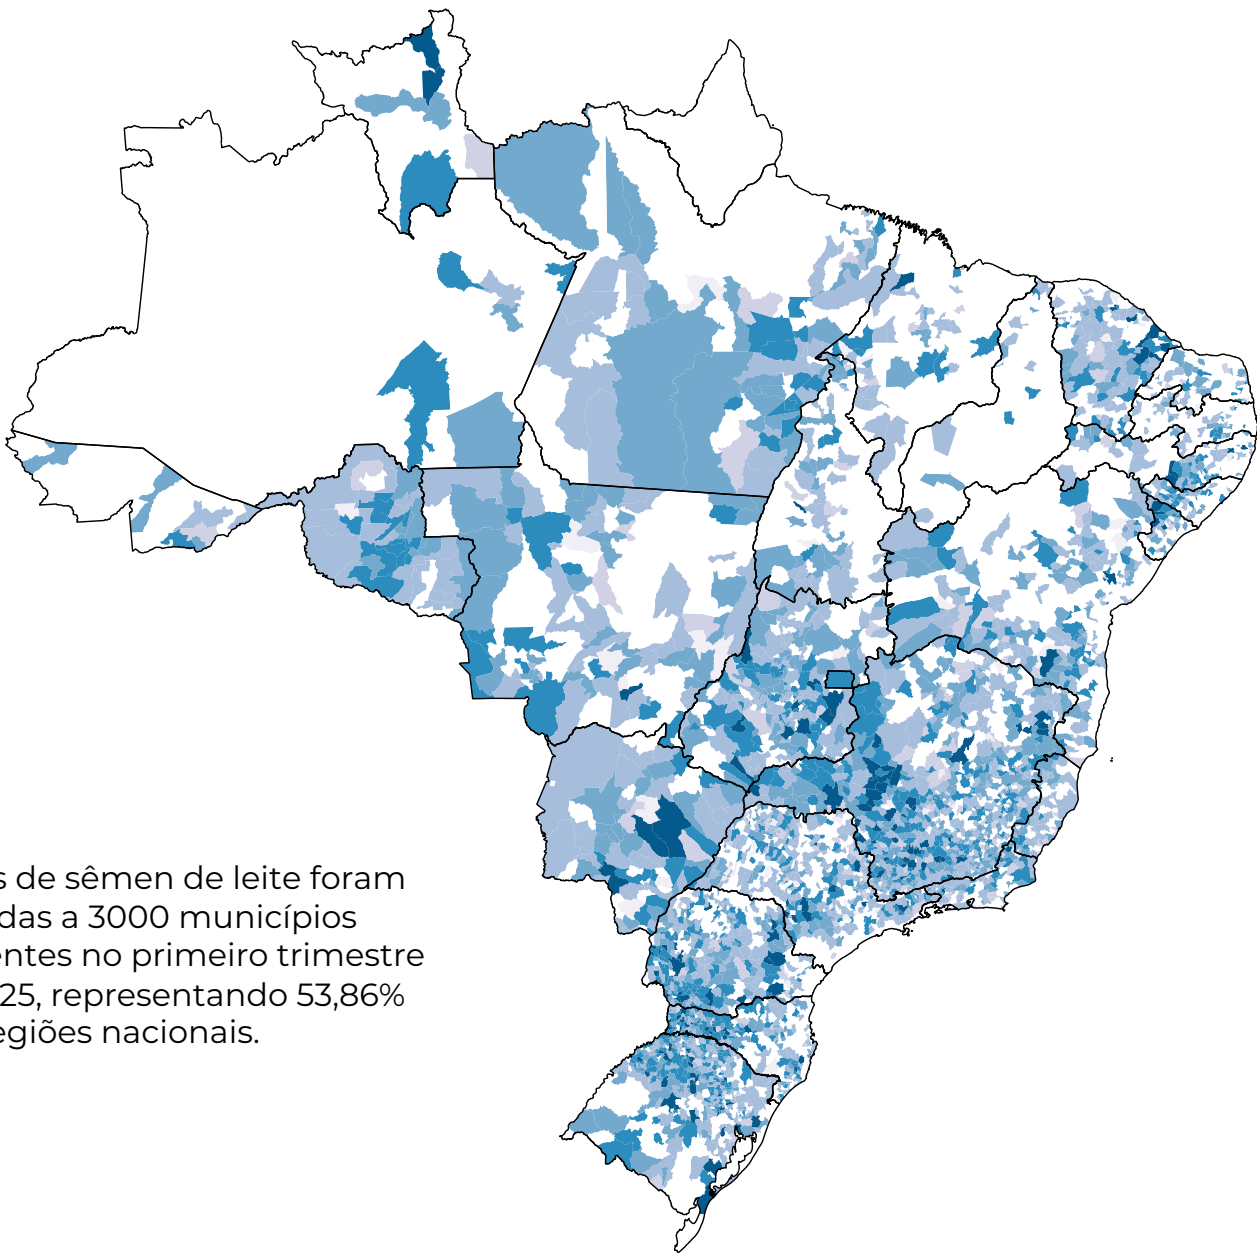 s de sêmen de leite foram
das a 3000 municípios
entes no primeiro trimestre
25, representando 53,86%
egiões nacionais.